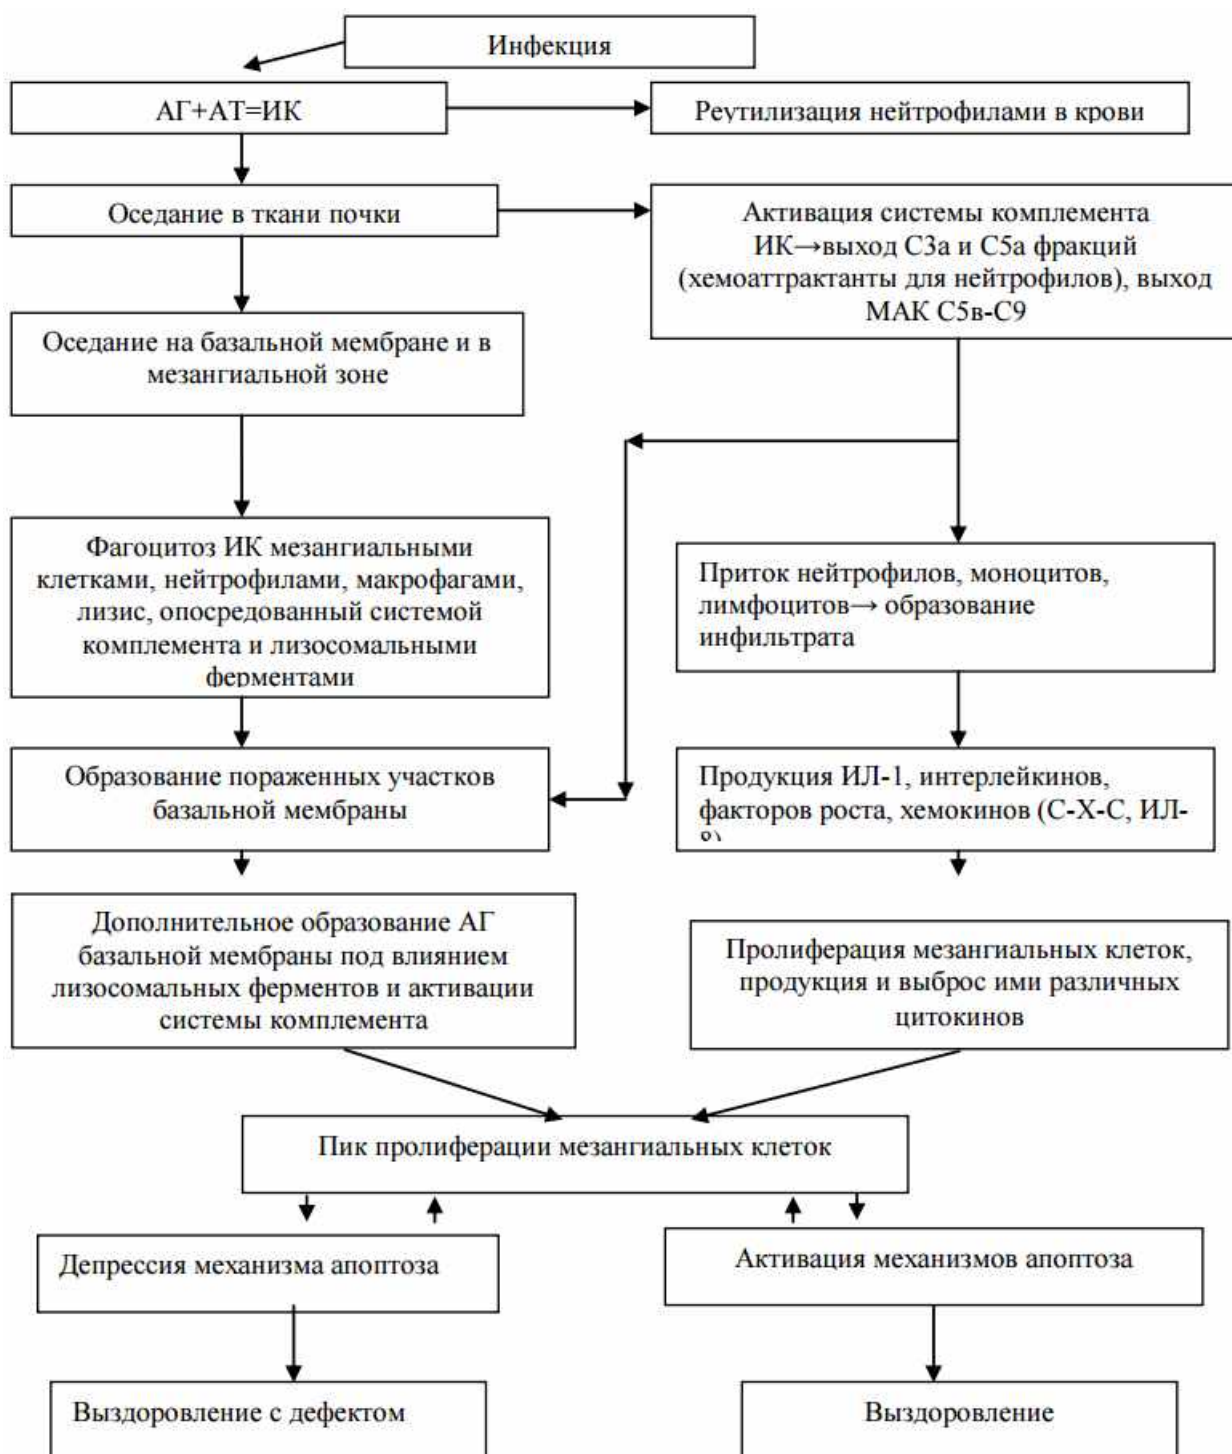 Инфекция
АГ+АТ=ИК
Реутилизация нейтрофилами в крови
Оседание в ткани почки
Активация системы комплемента
ИК→выход С3а и С5а фракций
(хемоаттрактанты для нейтрофилов), выход
МАК С5в-С9
Оседание на базальной мембране и в
мезангиальной зоне
Фагоцитоз ИК мезангиальными
клетками, нейтрофилами, макрофагами,
лизис, опосредованный системой
комплемента и лизосомальными
ферментами
Приток нейтрофилов, моноцитов,
лимфоцитов→ образование
инфильтрата
Образование пораженных участков
базальной мембраны
Продукция ИЛ-1, интерлейкинов,
факторов роста, хемокинов (С-Х-С, ИЛ-
8)
Дополнительное образование АГ
базальной мембраны под влиянием
лизосомальных ферментов и активации
системы комплемента
Пролиферация мезангиальных клеток,
продукция и выброс ими различных
цитокинов
Пик пролиферации мезангиальных клеток
Депрессия механизма апоптоза
Активация механизмов апоптоза
Выздоровление с дефектом
Выздоровление